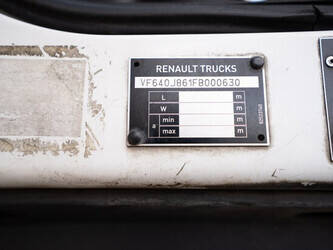 RENAULT TRUCKS
VF640J861FB000630
L m
W m
a min m
max m